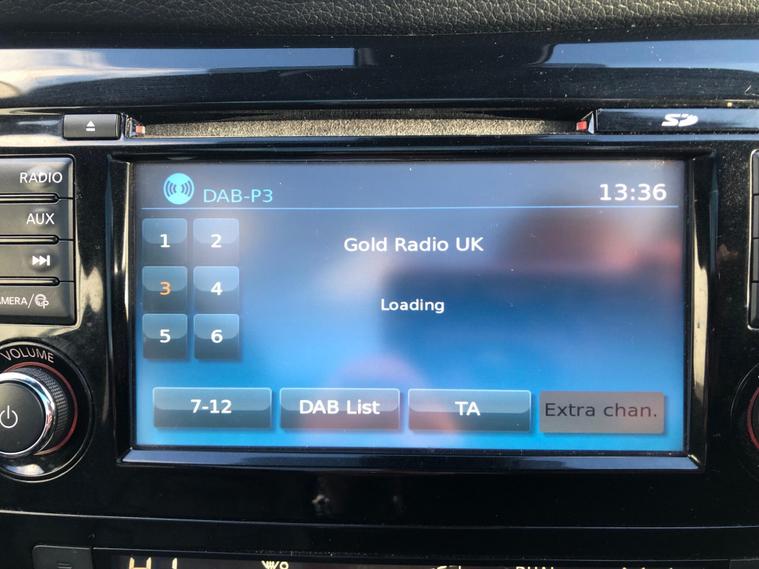 SD
RADIO
DAB-P3
13:36
AUX
1
2
Gold Radio UK
3
4
Loading
5
6
VOLUME
7-12
DAB List
TA
Extra chan.